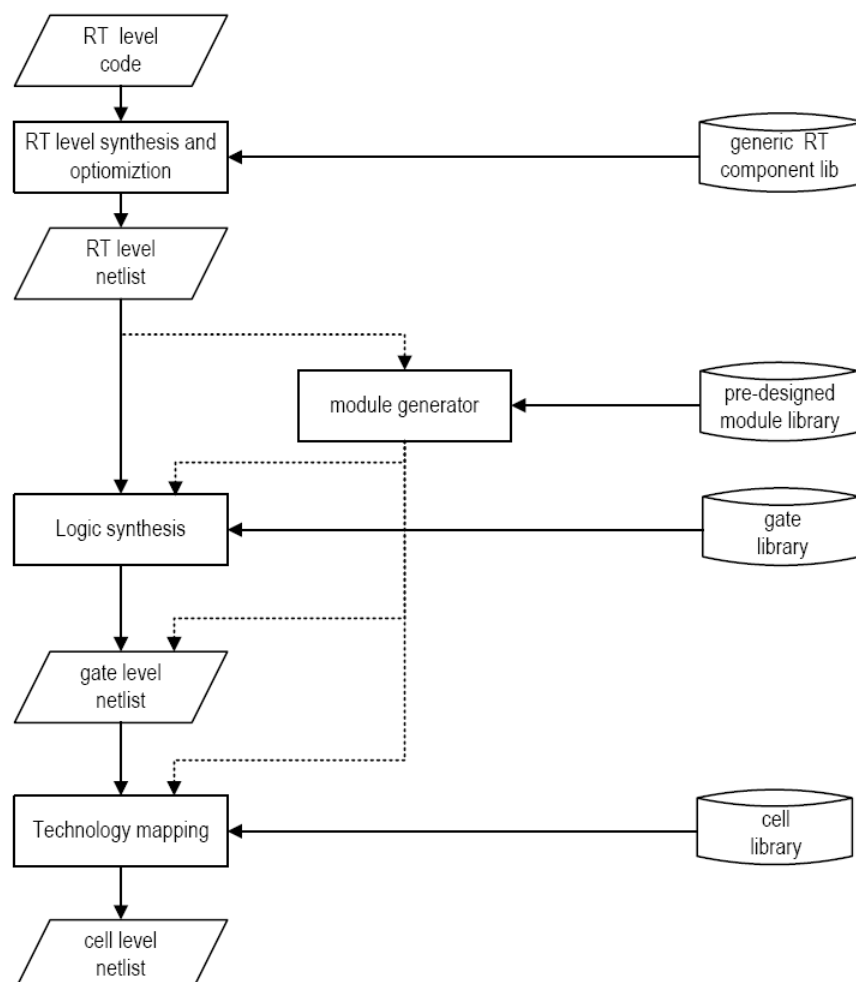 RT level
code
RT level synthesis and
optiomiztion
generic RT
component lib
RT level
netlist
module generator
pre-designed
module library
Logic synthesis
gate
library
gate level
netlist
Technology mapping
cell
library
cell level
netlist